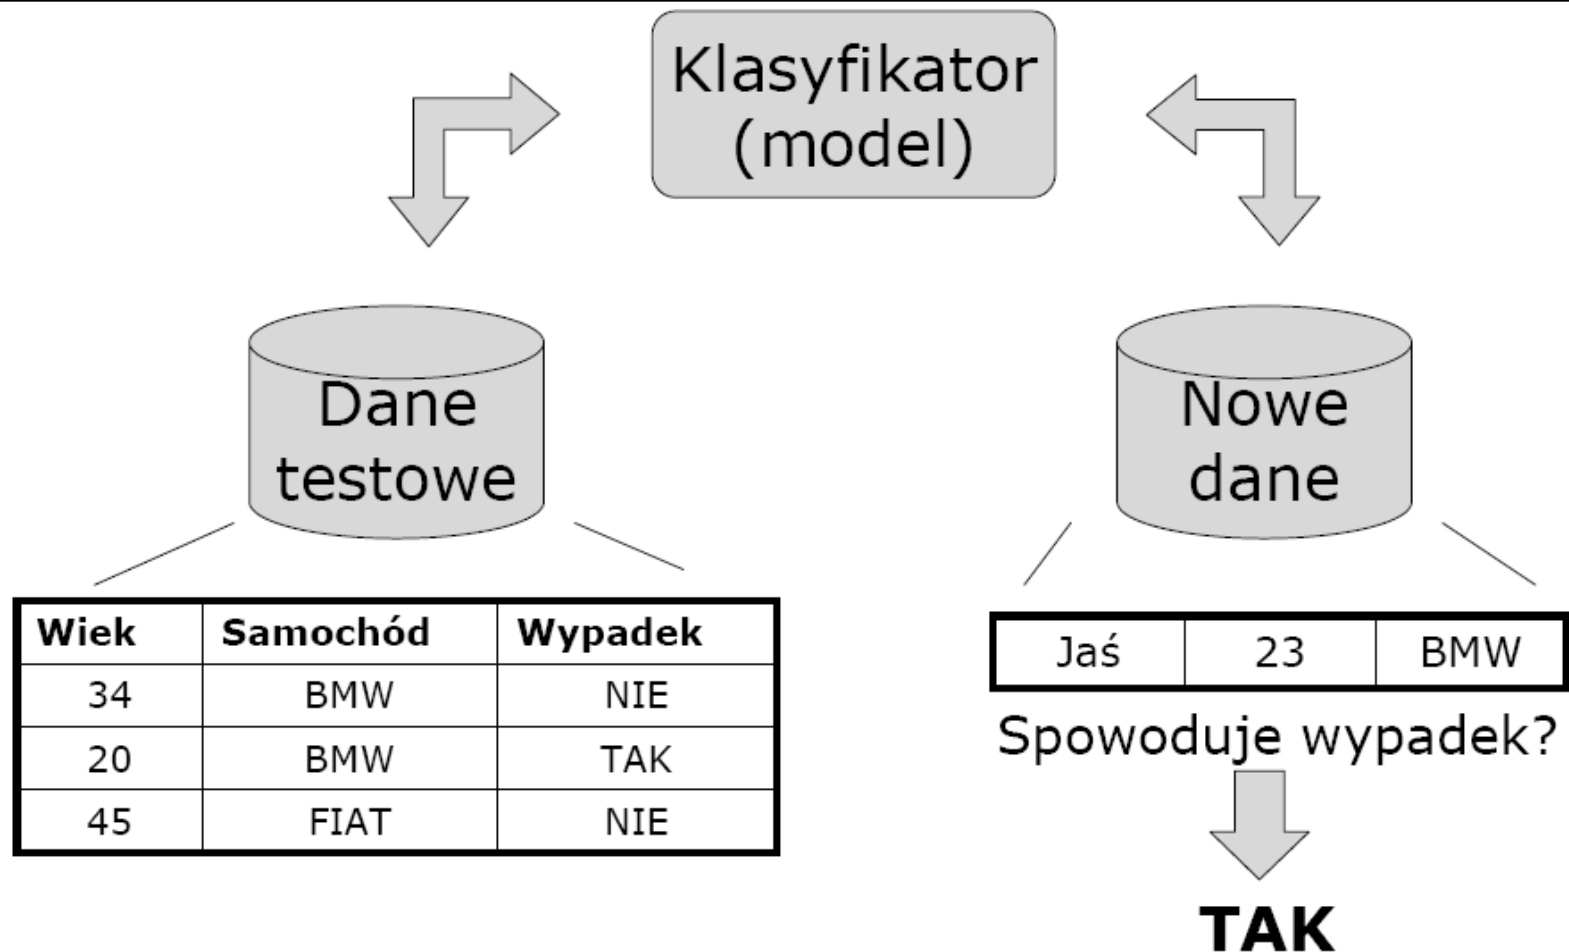 Klasyfikator
(model)
Dane
testowe
Nowe
dane
Wiek Samochód Wypadek
34 BMW NIE
20 BMW TAK
45 FIAT NIE
Jaś 23 BMW
Spowoduje wypadek?
TAK